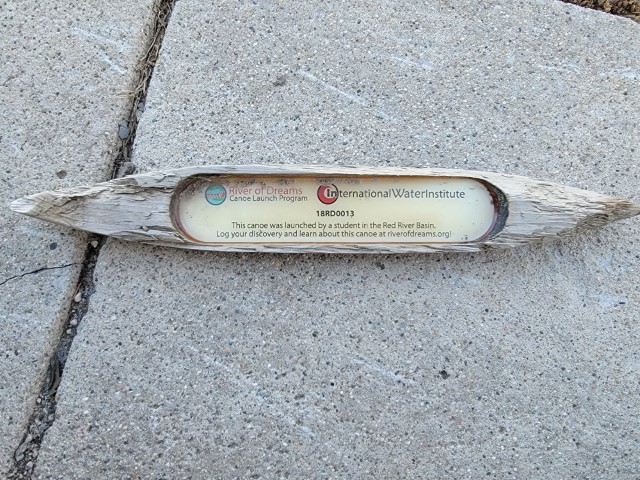 River of Dreams
Canoe Launch Program
InternationalWaterInstitute
18RD0013
This canoe was launched by a student in the Red River Basin.
Log your discovery and learn about this canoe at riverofdreams.org!